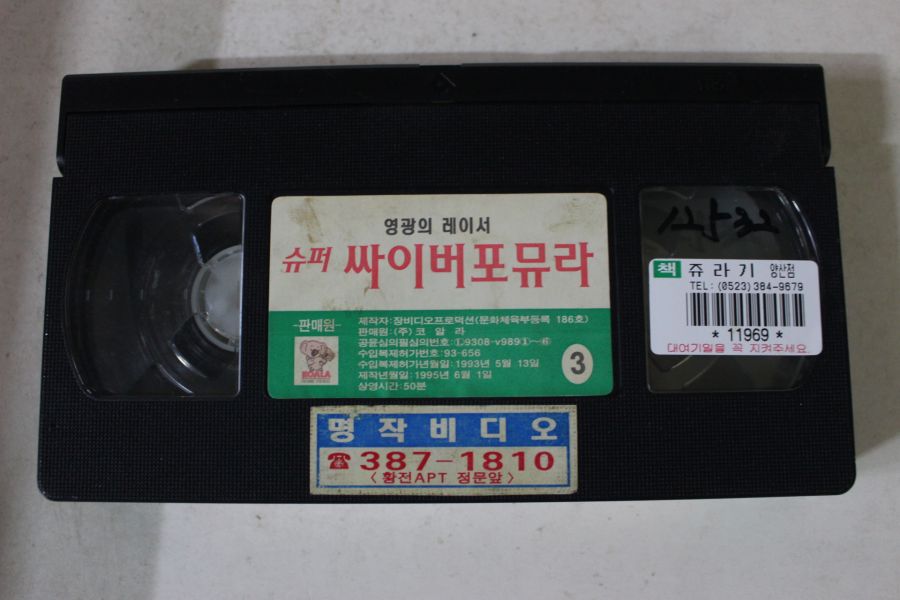 영광의 레이서
슈퍼 싸이버포뮤라
-판매원-
KOALA
제작자: 장비디오프로덕션(문화체육부등록 186호)
판매원: (주) 코 알 라
공윤심의필심의번호:①.9308-v989①~⑥
수입복제허가번호: 93-656
수입복제허가년월일: 1993년 5월 13일
제작년월일: 1995년 6월 1일
상영시간: 50분
3
책 쥬라기 양산점
TEL: (0523)384-9679
* 11969 *
대여기일을 꼭 지켜주세요.
명작비디오
☎387-1810
〈황전APT 정문앞〉